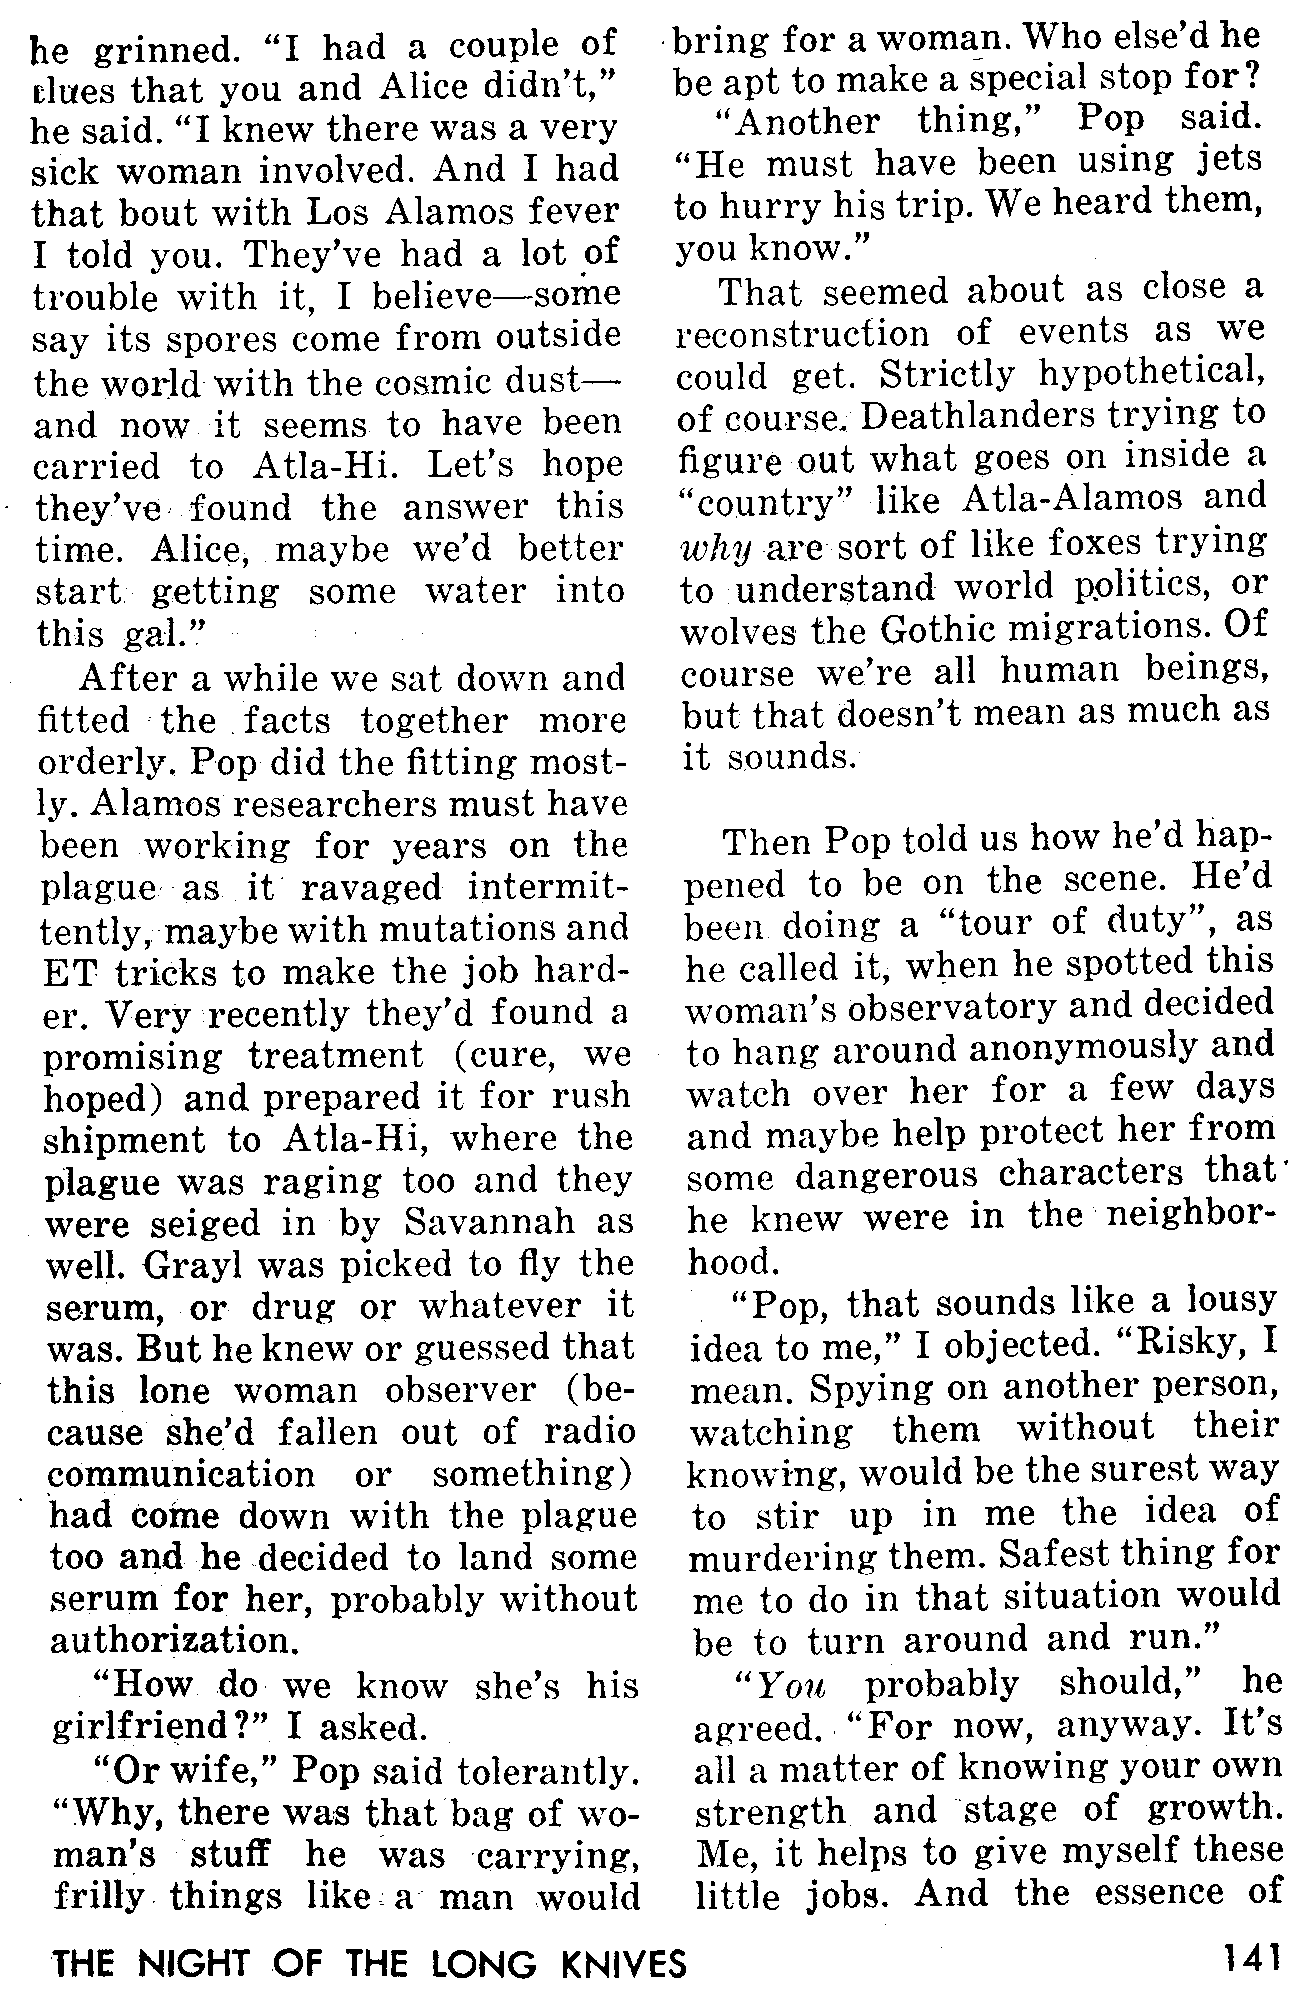 he grinned. “I had a couple of
clues that you and Alice didn't,”
he said. “I knew there was a very
sick woman involved. And I had
that bout with Los Alamos fever
I told you. They've had a lot of
trouble with it, I believe—some
say its spores come from outside
the world with the cosmic dust—
and now it seems to have been
carried to Atla-Hi. Let's hope
they've found the answer this
time. Alice, maybe we'd better
start getting some water into
this gal.”
After a while we sat down and
fitted the facts together more
orderly. Pop did the fitting most-
ly. Alamos researchers must have
been working for years on the
plague as it ravaged intermit-
tently, maybe with mutations and
ET tricks to make the job hard-
er. Very recently they'd found a
promising treatment (cure, we
hoped) and prepared it for rush
shipment to Atla-Hi, where the
plague was raging too and they
were seiged in by Savannah as
well. Grayl was picked to fly the
serum, or drug or whatever it
was. But he knew or guessed that
this lone woman observer (be-
cause she'd fallen out of radio
communication or something)
had come down with the plague
too and he decided to land some
serum for her, probably without
authorization.
“How do we know she's his
girlfriend?” I asked.
“Or wife,” Pop said tolerantly.
“Why, there was that bag of wo-
man's stuff he was carrying,
frilly things like a man would
bring for a woman. Who else'd he
be apt to make a special stop for?
“Another thing,” Pop said.
“He must have been using jets
to hurry his trip. We heard them,
you know.”
That seemed about as close a
reconstruction of events as we
could get. Strictly hypothetical,
of course. Deathlanders trying to
figure out what goes on inside a
“country” like Atla-Alamos and
why are sort of like foxes trying
to understand world politics, or
wolves the Gothic migrations. Of
course we're all human beings,
but that doesn't mean as much as
it sounds.
Then Pop told us how he'd hap-
pened to be on the scene. He'd
been doing a “tour of duty”, as
he called it, when he spotted this
woman's observatory and decided
to hang around anonymously and
watch over her for a few days
and maybe help protect her from
some dangerous characters that
he knew were in the neighbor-
hood.
“Pop, that sounds like a lousy
idea to me,” I objected. “Risky, I
mean. Spying on another person,
watching them without their
knowing, would be the surest way
to stir up in me the idea of
murdering them. Safest thing for
me to do in that situation would
be to turn around and run.”
“You probably should,” he
agreed. “For now, anyway. It's
all a matter of knowing your own
strength and stage of growth.
Me, it helps to give myself these
little jobs. And the essence of
THE NIGHT OF THE LONG KNIVES 141